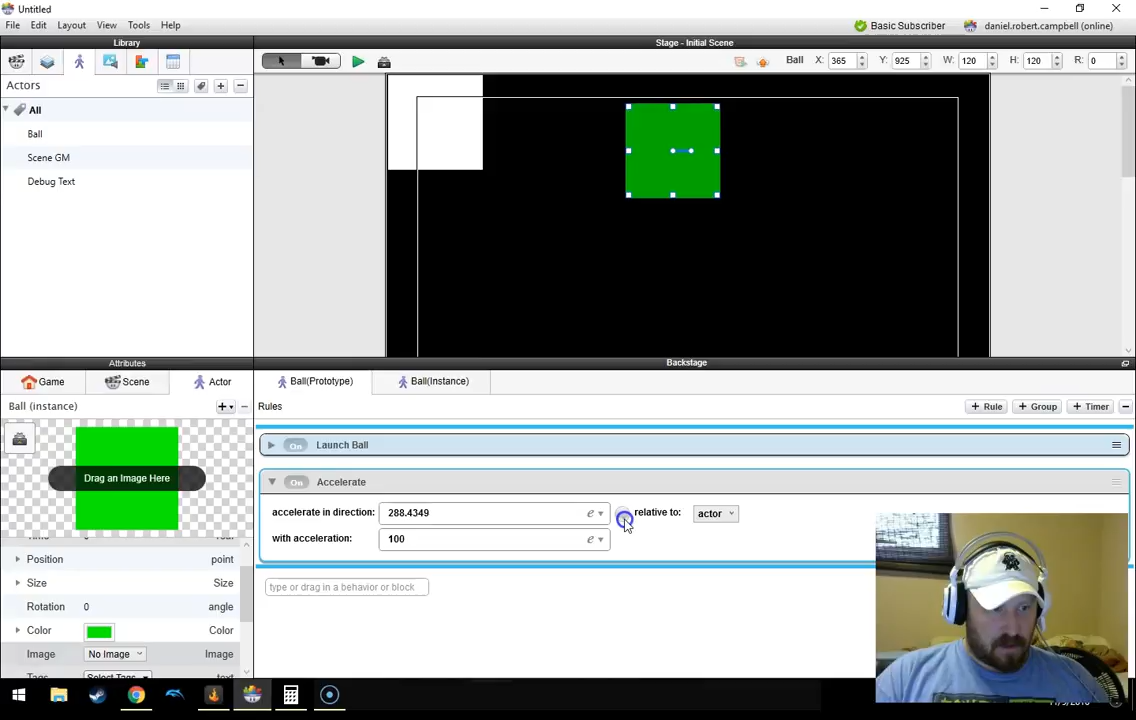 Untitled
File Edit Layout View Tools Help
Basic Subscriber daniel.robert.campbell (online)
Library
Stage - Initial Scene
Ball X: 365 Y: 925 W: 120 H: 120 R: 0
Actors
All
Ball
Scene GM
Debug Text
Attributes
Backstage
Game Scene Actor
Ball(Prototype) Ball(Instance)
Ball (instance)
Rules
+ Rule + Group + Timer
On Launch Ball
Drag an Image Here
On Accelerate
accelerate in direction: 288.4349 e relative to: actor
with acceleration: 100 e
Position point
Size Size
type or drag in a behavior or block
Rotation 0 angle
Color Color
Image No Image Image